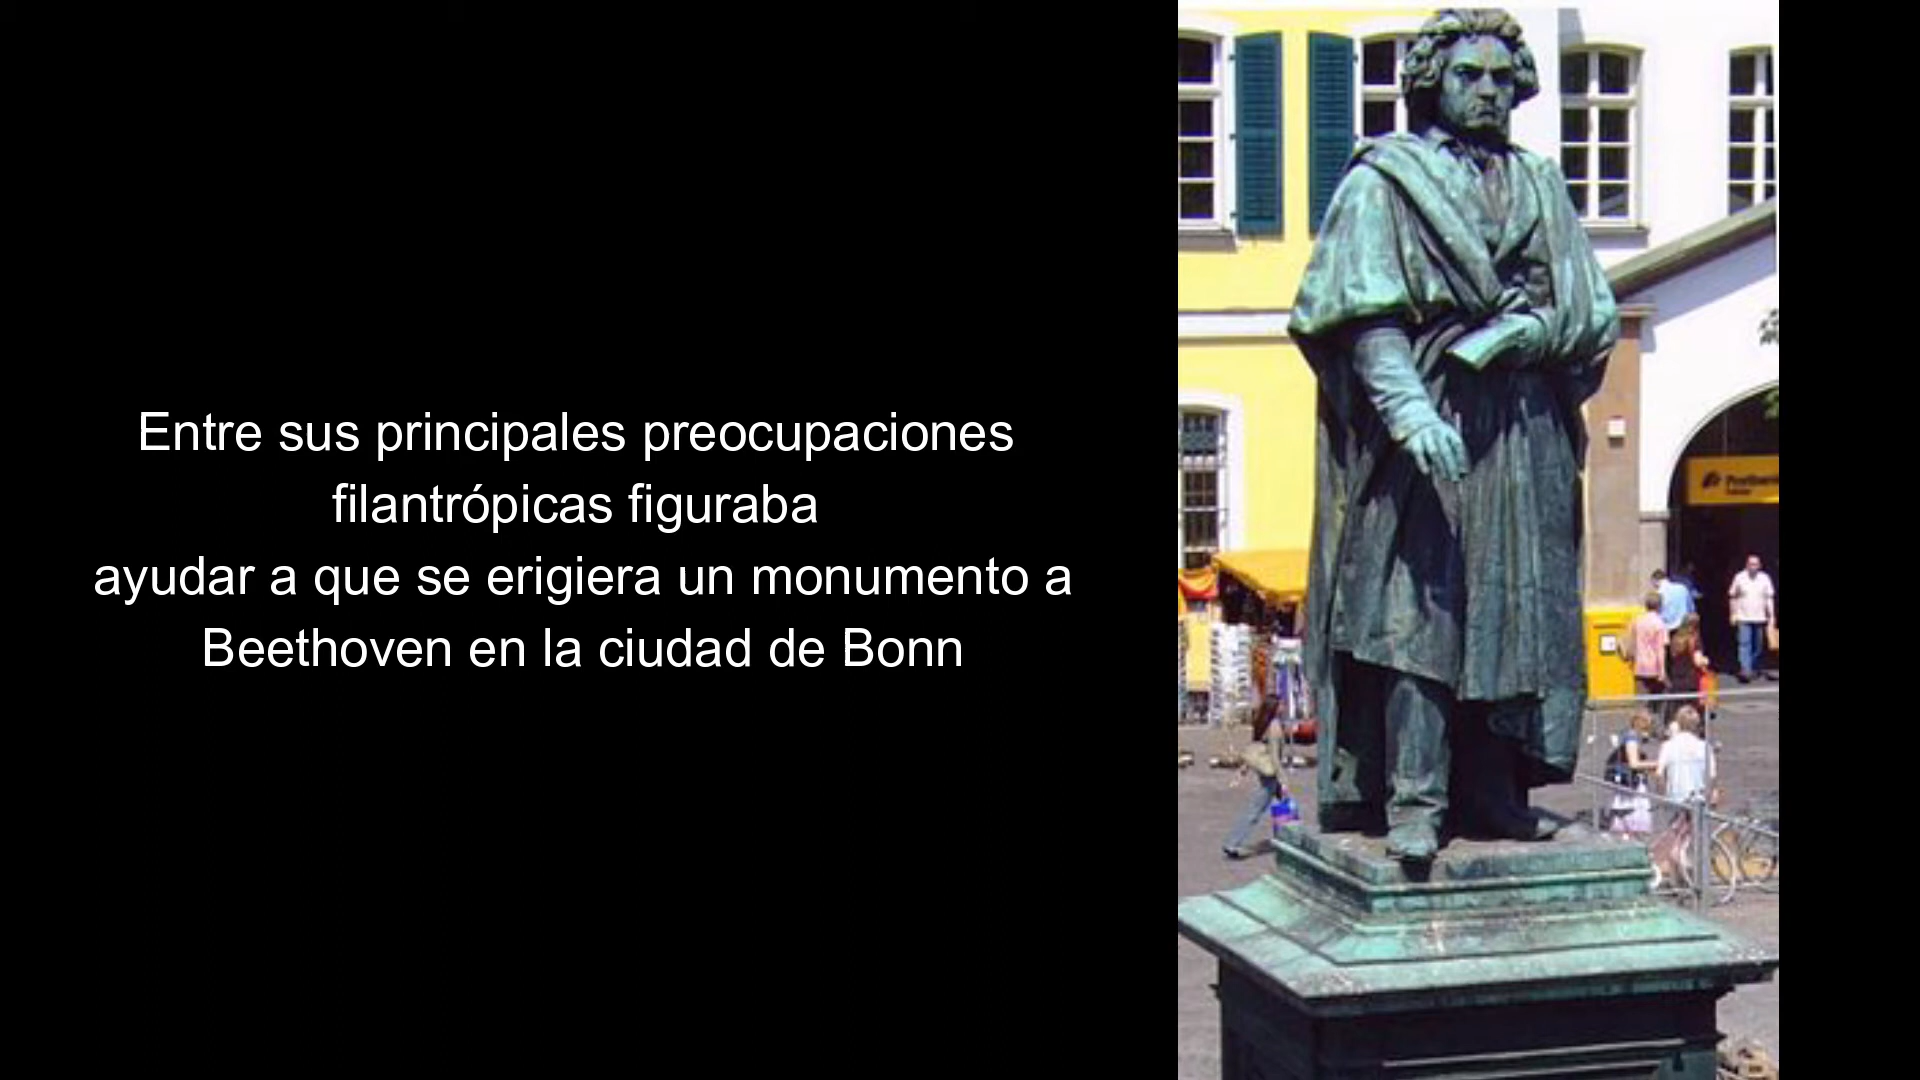 Entre sus principales preocupaciones
filantrópicas figuraba
ayudar a que se erigiera un monumento a
Beethoven en la ciudad de Bonn